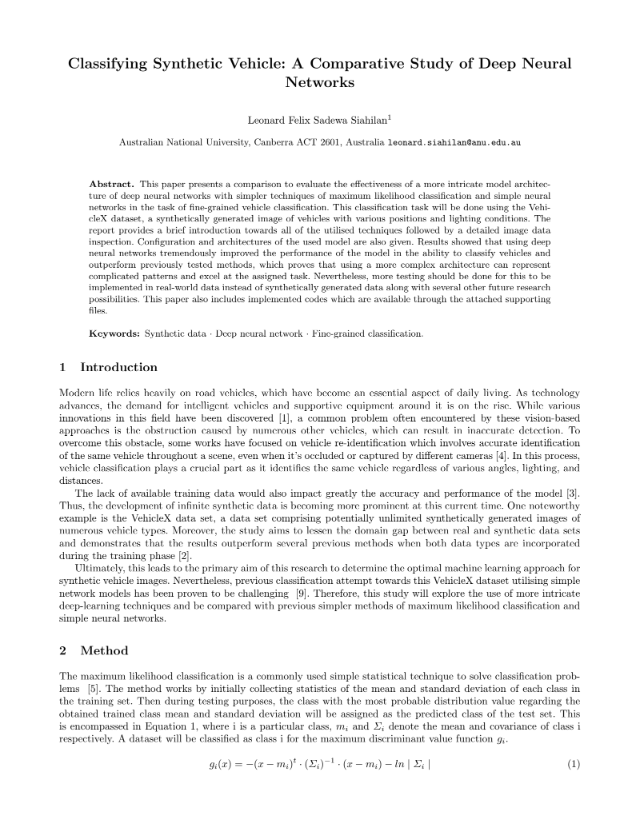 Classifying Synthetic Vehicle: A Comparative Study of Deep Neural
Networks
Leonard Felix Sadewa Siahilan1
Australian National University, Canberra ACT 2601, Australia leonard.siahilan@anu.edu.au
Abstract. This paper presents a comparison to evaluate the effectiveness of a more intricate model architec-
ture of deep neural networks with simpler techniques of maximum likelihood classification and simple neural
networks in the task of fine-grained vehicle classification. This classification task will be done using the Vehi-
cleX dataset, a synthetically generated image of vehicles with various positions and lighting conditions. The
report provides a brief introduction towards all of the utilised techniques followed by a detailed image data
inspection. Configuration and architectures of the used model are also given. Results showed that using deep
neural networks tremendously improved the performance of the model in the ability to classify vehicles and
outperform previously tested methods, which proves that using a more complex architecture can represent
complicated patterns and excel at the assigned task. Nevertheless, more testing should be done for this to be
implemented in real-world data instead of synthetically generated data along with several other future research
possibilities. This paper also includes implemented codes which are available through the attached supporting
files.
Keywords: Synthetic data · Deep neural network · Fine-grained classification.
1 Introduction
Modern life relies heavily on road vehicles, which have become an essential aspect of daily living. As technology
advances, the demand for intelligent vehicles and supportive equipment around it is on the rise. While various
innovations in this field have been discovered [1], a common problem often encountered by these vision-based
approaches is the obstruction caused by numerous other vehicles, which can result in inaccurate detection. To
overcome this obstacle, some works have focused on vehicle re-identification which involves accurate identification
of the same vehicle throughout a scene, even when it's occluded or captured by different cameras [4]. In this process,
vehicle classification plays a crucial part as it identifies the same vehicle regardless of various angles, lighting, and
distances.
The lack of available training data would also impact greatly the accuracy and performance of the model [3].
Thus, the development of infinite synthetic data is becoming more prominent at this current time. One noteworthy
example is the VehicleX data set, a data set comprising potentially unlimited synthetically generated images of
numerous vehicle types. Moreover, the study aims to lessen the domain gap between real and synthetic data sets
and demonstrates that the results outperform several previous methods when both data types are incorporated
during the training phase [2].
Ultimately, this leads to the primary aim of this research to determine the optimal machine learning approach for
synthetic vehicle images. Nevertheless, previous classification attempt towards this VehicleX dataset utilising simple
network models has been proven to be challenging [9]. Therefore, this study will explore the use of more intricate
deep-learning techniques and be compared with previous simpler methods of maximum likelihood classification and
simple neural networks.
2 Method
The maximum likelihood classification is a commonly used simple statistical technique to solve classification prob-
lems [5]. The method works by initially collecting statistics of the mean and standard deviation of each class in
the training set. Then during testing purposes, the class with the most probable distribution value regarding the
obtained trained class mean and standard deviation will be assigned as the predicted class of the test set. This
is encompassed in Equation 1, where i is a particular class, mᵢ and Σᵢ denote the mean and covariance of class i
respectively. A dataset will be classified as class i for the maximum discriminant value function gᵢ.
gᵢ(x) = −(x − mᵢ)ᵗ · (Σᵢ)⁻¹ · (x − mᵢ) − ln | Σᵢ | (1)